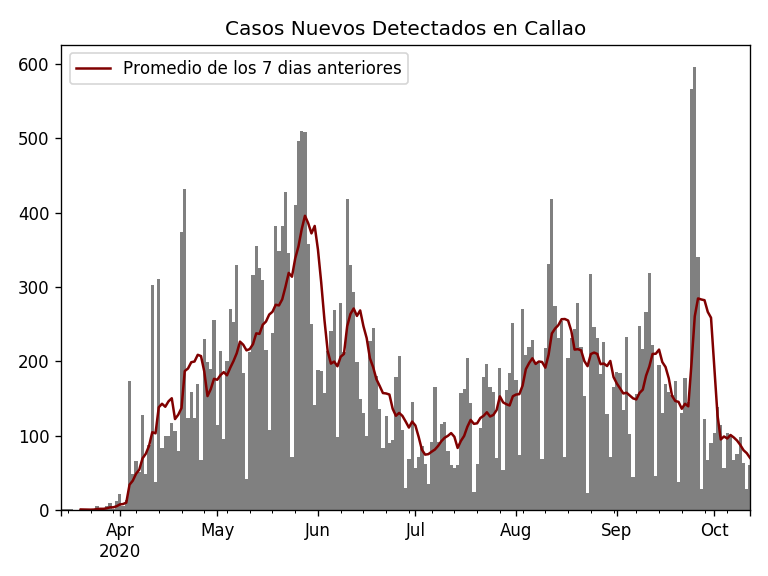 Casos Nuevos Detectados en Callao
Promedio de los 7 dias anteriores
600
500
400
300
200
100
0
Apr May Jun Jul Aug Sep Oct
2020